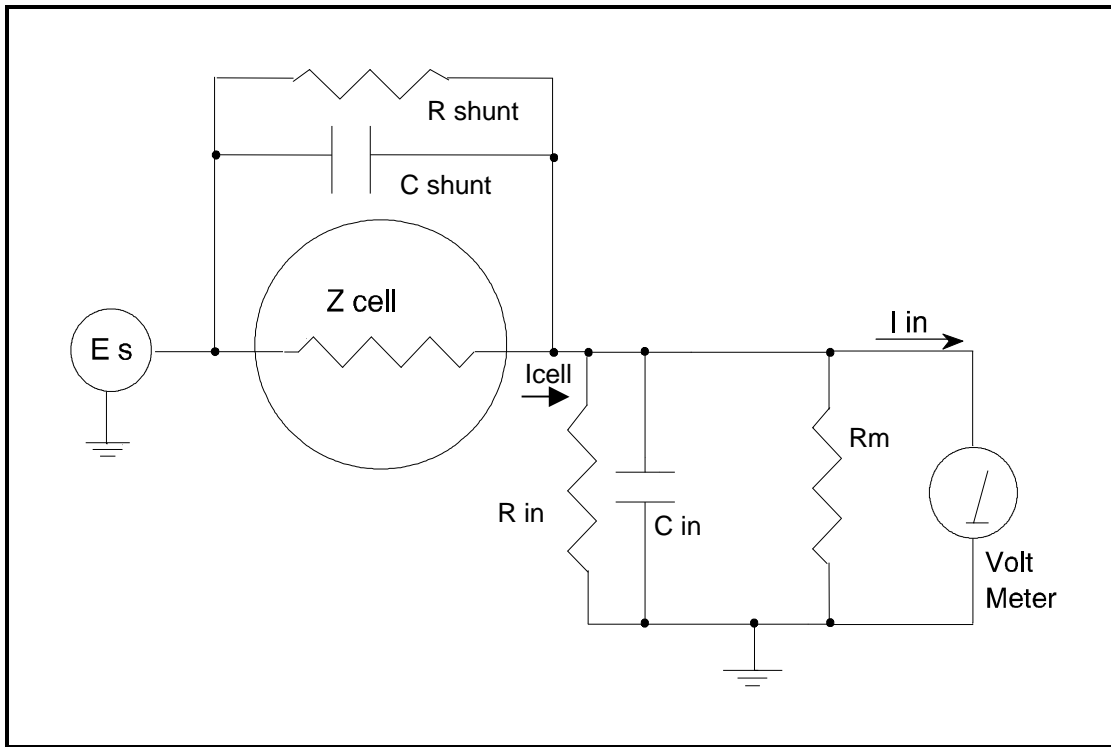 R shunt
C shunt
Z cell
E s
I in
Icell
Rm
R in
C in
Volt
Meter